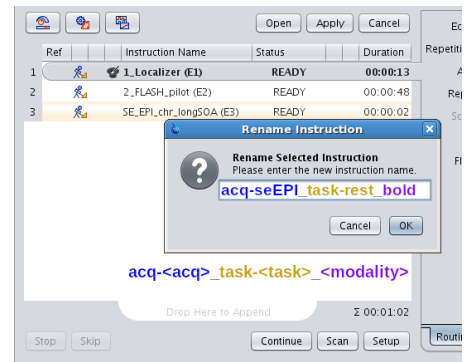 Open Apply Cancel
Ref Instruction Name Status Duration
1 1_Localizer (E1) READY 00:00:13
2 2_FLASH_pilot (E2) READY 00:00:48
3 SE_EPI_chr_longSOA (E3) READY 00:00:02
Rename Instruction
Rename Selected Instruction
Please enter the new instruction name.
acq-seEPI_task-rest_bold
Cancel OK
acq-<acq>_task-<task>_<modality>
Drop Here to Append Σ 00:01:02
Stop Skip Continue Scan Setup